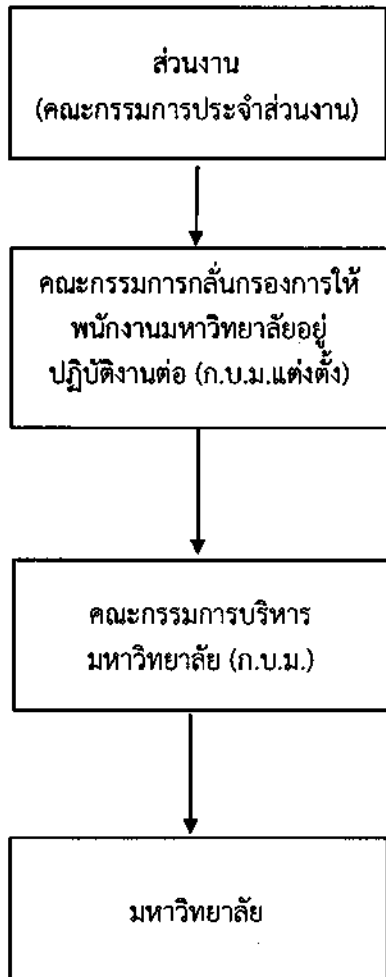 ส่วนงาน
(คณะกรรมการประจำส่วนงาน)
คณะกรรมการกลั่นกรองการให้
พนักงานมหาวิทยาลัยอยู่
ปฏิบัติงานต่อ (ก.บ.ม.แต่งตั้ง)
คณะกรรมการบริหาร
มหาวิทยาลัย (ก.บ.ม.)
มหาวิทยาลัย